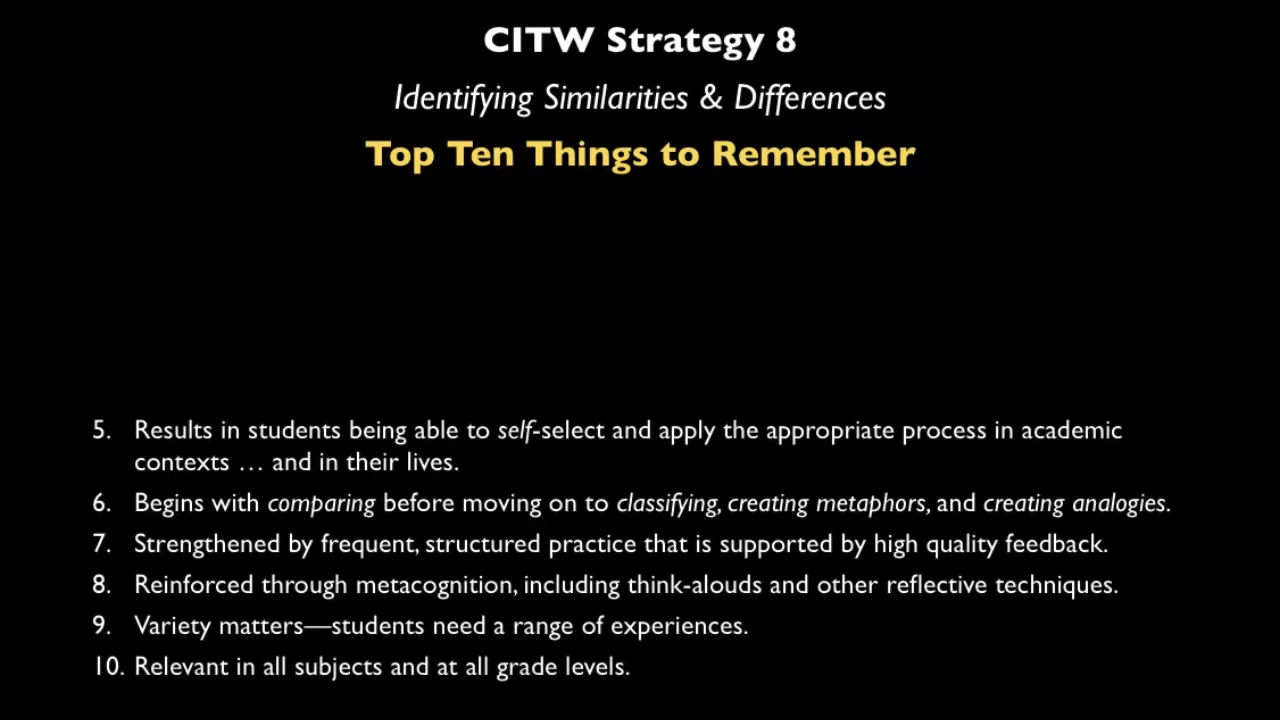 CITW Strategy 8
Identifying Similarities & Differences
Top Ten Things to Remember
5. Results in students being able to self-select and apply the appropriate process in academic
contexts … and in their lives.
6. Begins with comparing before moving on to classifying, creating metaphors, and creating analogies.
7. Strengthened by frequent, structured practice that is supported by high quality feedback.
8. Reinforced through metacognition, including think-alouds and other reflective techniques.
9. Variety matters—students need a range of experiences.
10. Relevant in all subjects and at all grade levels.